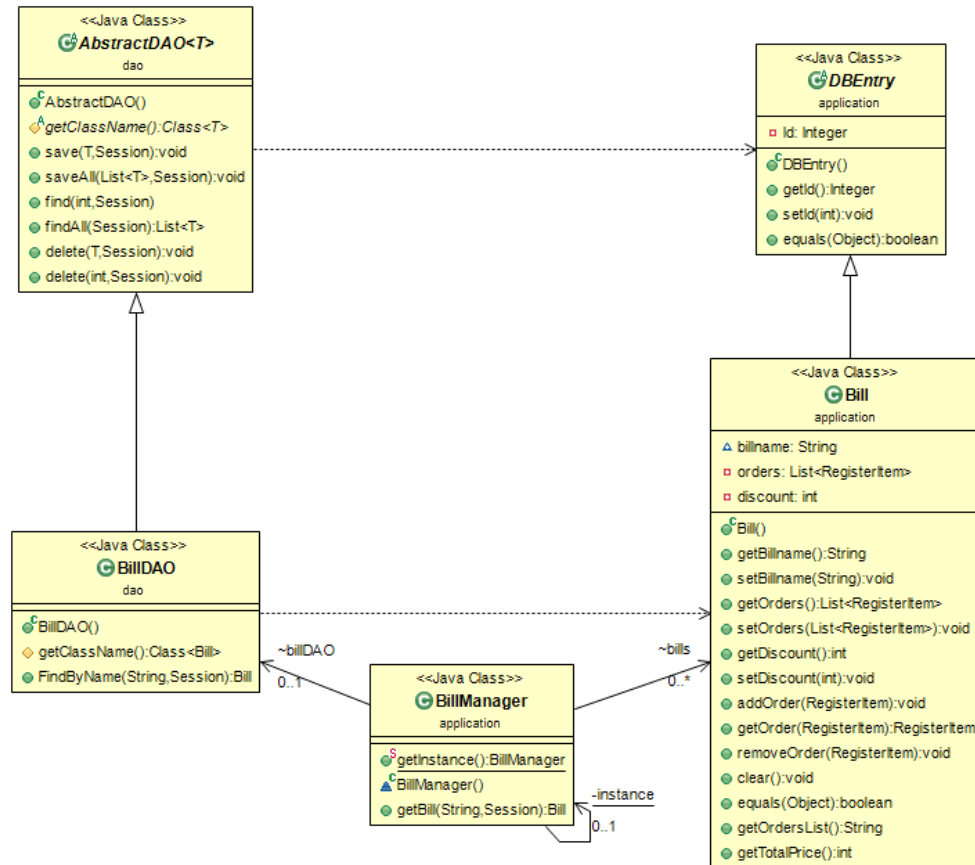 <<Java Class>>
AbstractDAO<T>
dao
AbstractDAO()
getClassName():Class<T>
save(T,Session):void
saveAll(List<T>,Session):void
find(int,Session)
findAll(Session):List<T>
delete(T,Session):void
delete(int,Session):void
<<Java Class>>
DBEntry
application
Id: Integer
DBEntry()
getId():Integer
setId(int):void
equals(Object):boolean
<<Java Class>>
Bill
application
billname: String
orders: List<RegisterItem>
discount: int
Bill()
getBillname():String
setBillname(String):void
getOrders():List<RegisterItem>
setOrders(List<RegisterItem>):void
getDiscount():int
setDiscount(int):void
addOrder(RegisterItem):void
getOrder(RegisterItem):RegisterItem
removeOrder(RegisterItem):void
clear():void
equals(Object):boolean
getOrdersList():String
getTotalPrice():int
<<Java Class>>
BillDAO
dao
BillDAO()
getClassName():Class<Bill>
FindByName(String,Session):Bill
~billDAO
0..1
~bills
0..*
<<Java Class>>
BillManager
application
getInstance():BillManager
BillManager()
getBill(String,Session):Bill
-instance
0..1